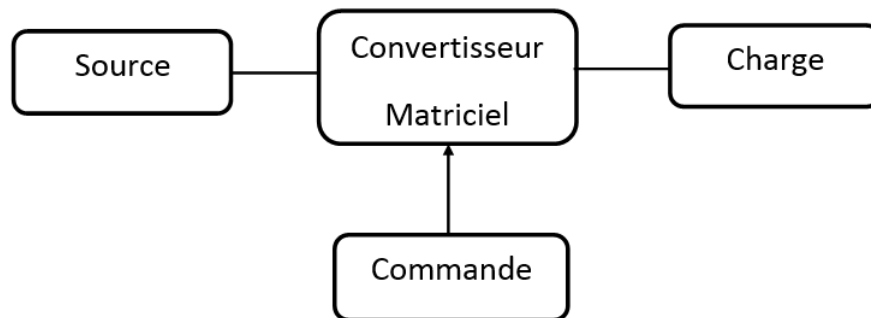 Source
Convertisseur
Matriciel
Charge
Commande